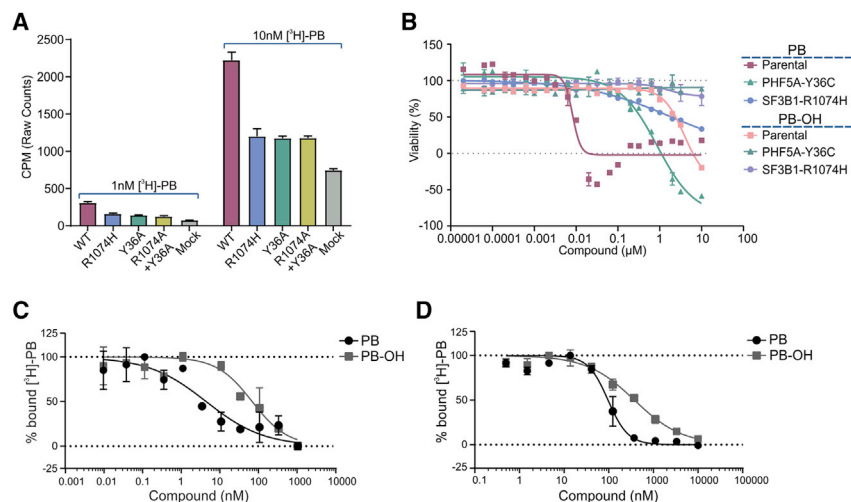 A
CPM (Raw Counts)
2500
2000
1500
1000
500
0
1nM [³H]-PB
10nM [³H]-PB
WT
R1074H
Y36A
R1074A
+Y36A
Mock
WT
R1074H
Y36A
R1074A
+Y36A
Mock
B
Viability (%)
150
100
50
0
-50
-100
0.00001
0.0001
0.001
0.01
0.1
1
10
100
Compound (µM)
PB
Parental
PHF5A-Y36C
SF3B1-R1074H
PB-OH
Parental
PHF5A-Y36C
SF3B1-R1074H
C
% bound [³H]-PB
125
100
75
50
25
0
-25
0.001
0.01
0.1
1
10
100
1000
10000
Compound (nM)
PB
PB-OH
D
% bound [³H]-PB
125
100
75
50
25
0
-25
0.1
1
10
100
1000
10000
100000
Compound (nM)
PB
PB-OH